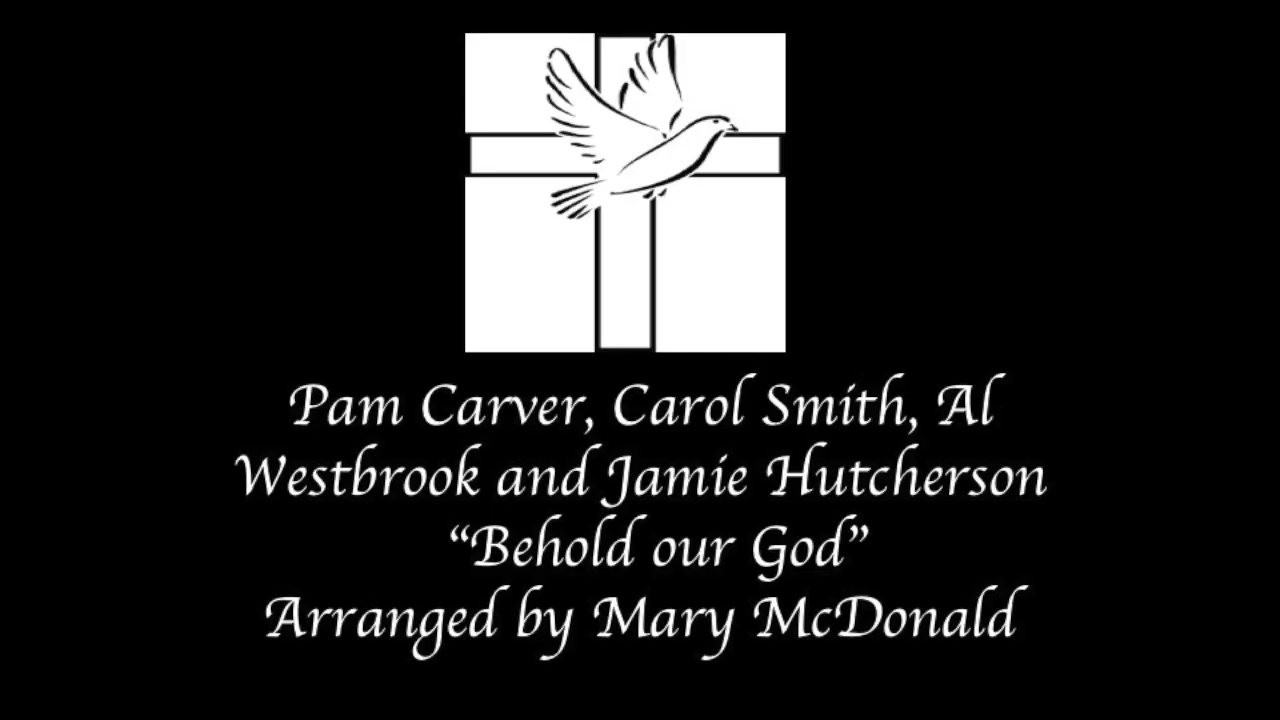 Pam Carver, Carol Smith, Al
Westbrook and Jamie Hutcherson
“Behold our God”
Arranged by Mary McDonald